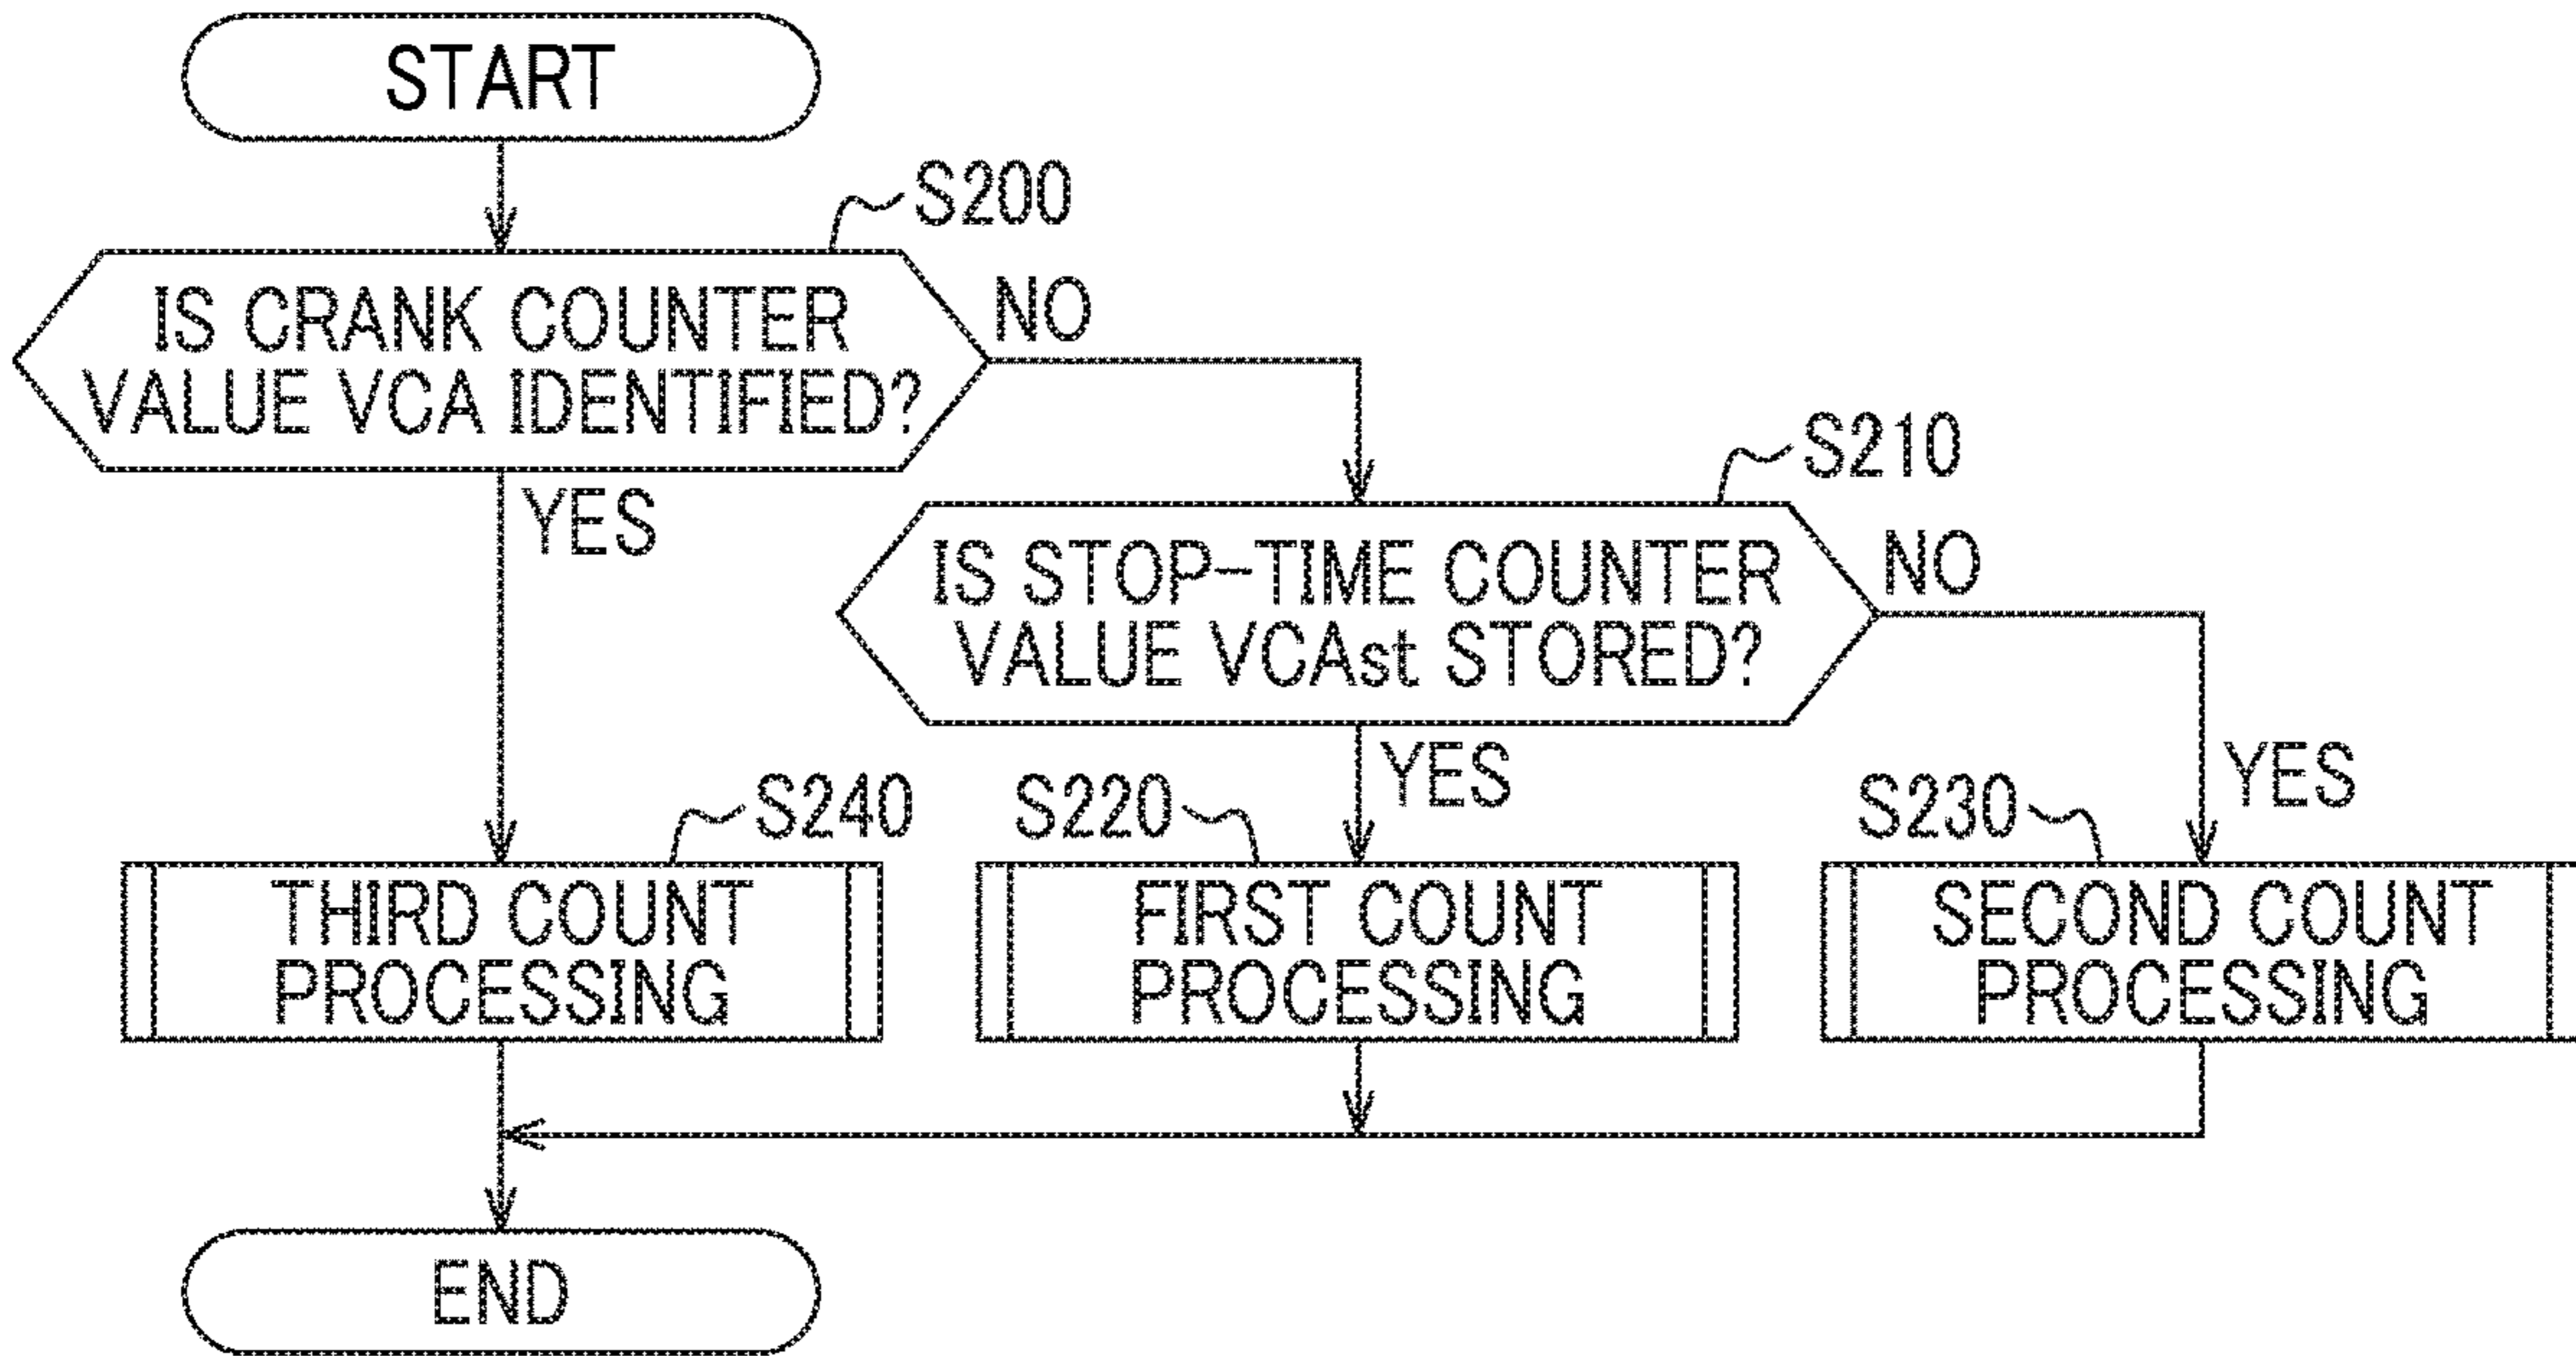 START
S200
IS CRANK COUNTER
VALUE VCA IDENTIFIED?
NO
YES
S210
IS STOP-TIME COUNTER
VALUE VCAst STORED?
NO
YES
YES
S240
THIRD COUNT
PROCESSING
S220
FIRST COUNT
PROCESSING
S230
SECOND COUNT
PROCESSING
END